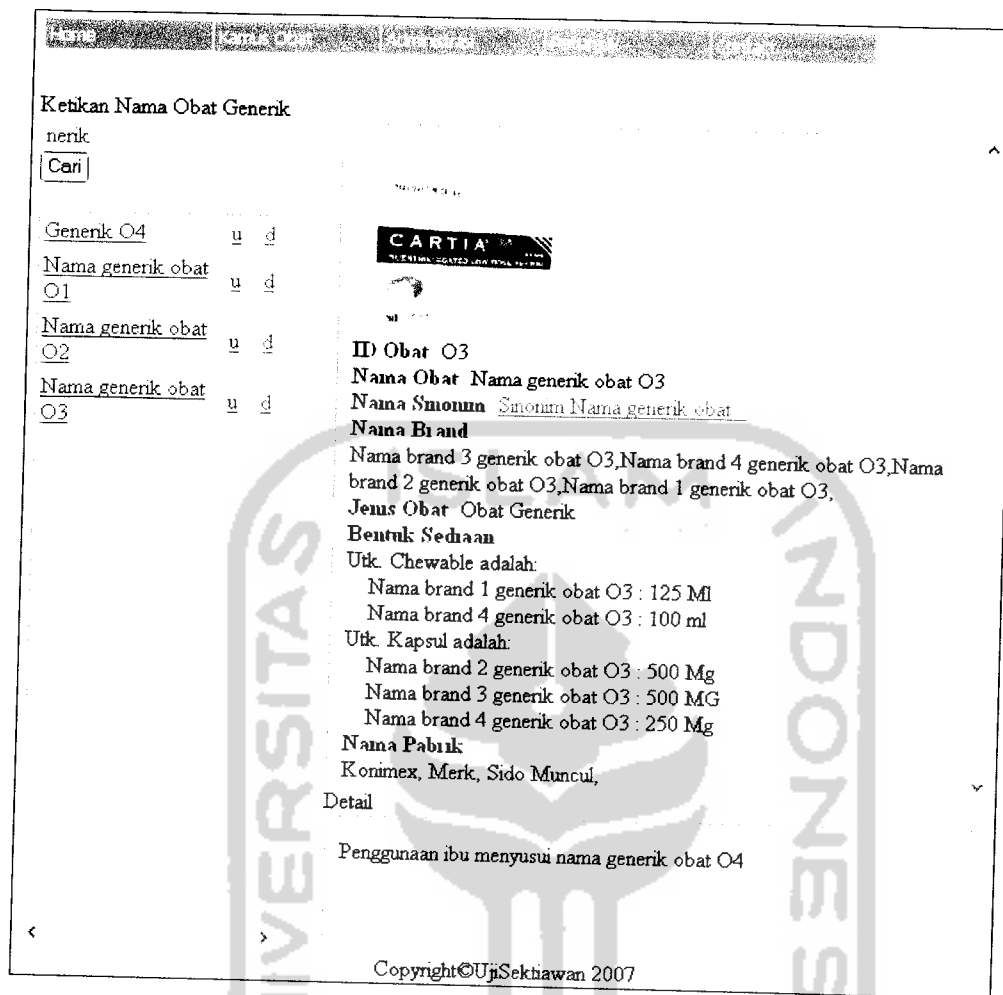 Home
Ketikan Nama Obat Generik
nerik
Cari
Generik O4 u d
Nama generik obat
O1 u d
Nama generik obat
O2 u d
Nama generik obat
O3 u d
CARTIA
ID Obat O3
Nama Obat Nama generik obat O3
Nama Sinonim Sinonim Nama generik obat
Nama Brand
Nama brand 3 generik obat O3,Nama brand 4 generik obat O3,Nama
brand 2 generik obat O3,Nama brand 1 generik obat O3,
Jenis Obat Obat Generik
Bentuk Sediaan
Utk. Chewable adalah:
Nama brand 1 generik obat O3 : 125 Ml
Nama brand 4 generik obat O3 : 100 ml
Utk. Kapsul adalah:
Nama brand 2 generik obat O3 : 500 Mg
Nama brand 3 generik obat O3 : 500 MG
Nama brand 4 generik obat O3 : 250 Mg
Nama Pabrik
Konimex, Merk, Sido Muncul,
Detail
Penggunaan ibu menyusui nama generik obat O4
Copyright©UjiSektiawan 2007
ISLAM
UNIVERSITAS
INDONES